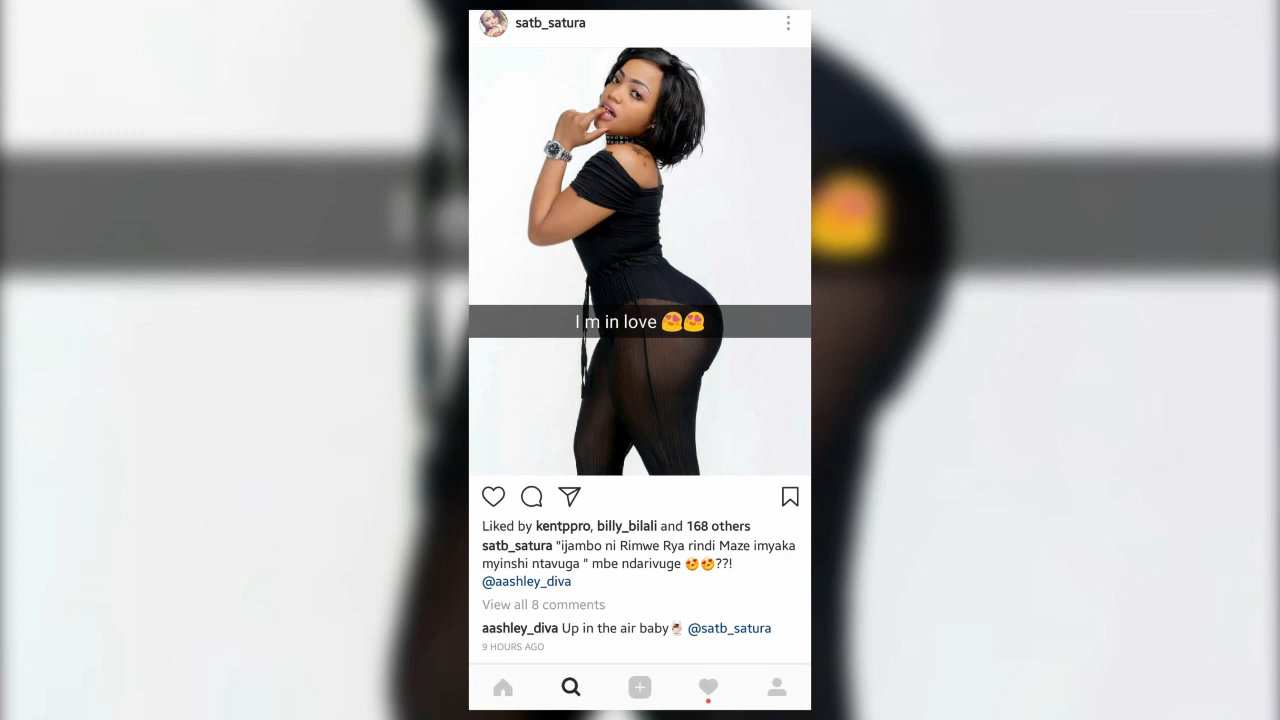 satb_satura
I m in love 😍😍
Liked by kentppro, billy_bilali and 168 others
satb_satura "ijambo ni Rimwe Rya rindi Maze imyaka
myinshi ntavuga " mbe ndarivuge 😍😍??!
@aashley_diva
View all 8 comments
aashley_diva Up in the air baby💆🏻 @satb_satura
9 HOURS AGO